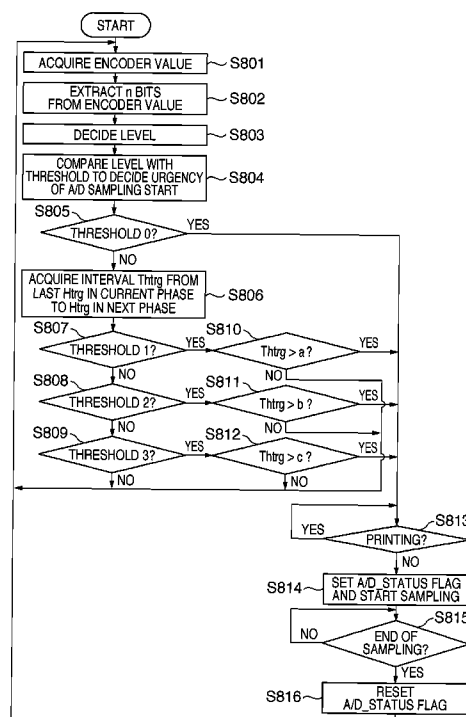 START
ACQUIRE ENCODER VALUE
S801
EXTRACT n BITS
FROM ENCODER VALUE
S802
DECIDE LEVEL
S803
COMPARE LEVEL WITH
THRESHOLD TO DECIDE URGENCY
OF A/D SAMPLING START
S804
S805
THRESHOLD 0?
YES
NO
ACQUIRE INTERVAL Thtrg FROM
LAST Htrg IN CURRENT PHASE
TO Htrg IN NEXT PHASE
S806
S807
THRESHOLD 1?
YES
NO
S810
Thtrg > a ?
YES
NO
S808
THRESHOLD 2?
YES
NO
S811
Thtrg > b ?
YES
NO
S809
THRESHOLD 3?
YES
NO
S812
Thtrg > c ?
YES
NO
S813
YES
PRINTING?
NO
S814
SET A/D_STATUS FLAG
AND START SAMPLING
S815
NO
END OF
SAMPLING?
YES
S816
RESET
A/D_STATUS FLAG